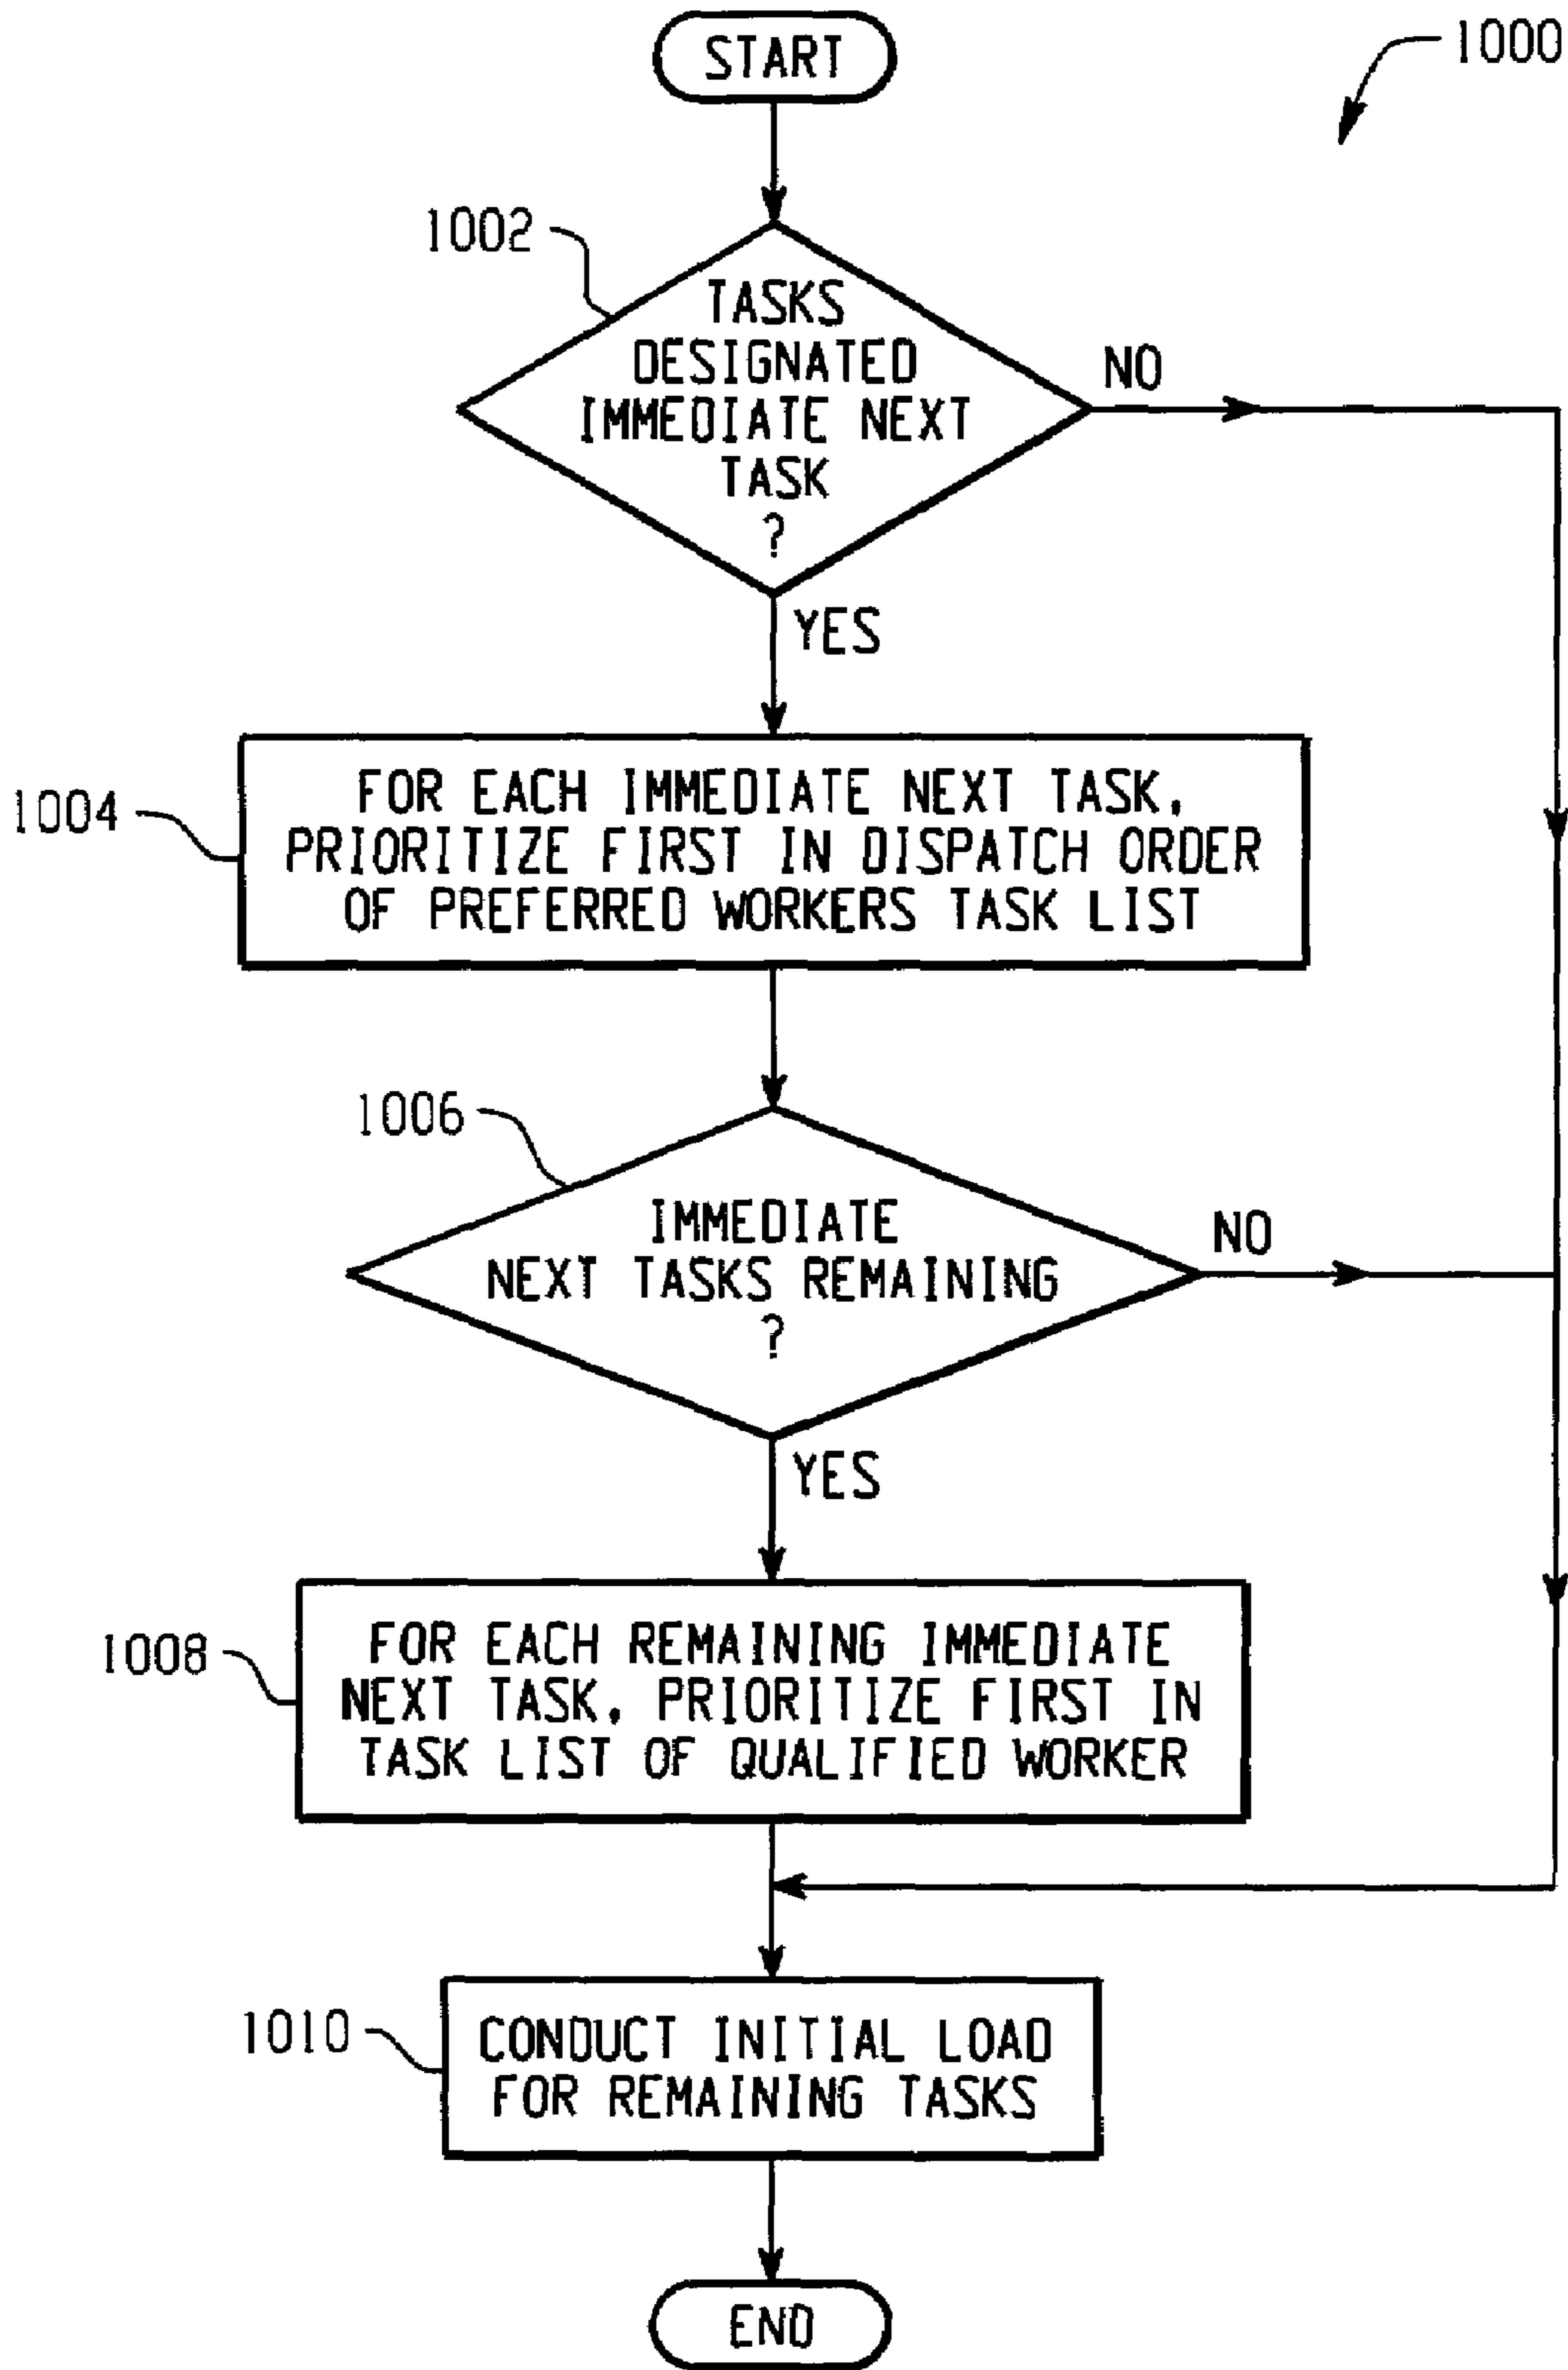 START
1000
1002
TASKS
DESIGNATED
IMMEDIATE NEXT
TASK
?
NO
YES
1004
FOR EACH IMMEDIATE NEXT TASK,
PRIORITIZE FIRST IN DISPATCH ORDER
OF PREFERRED WORKERS TASK LIST
1006
IMMEDIATE
NEXT TASKS REMAINING
?
NO
YES
1008
FOR EACH REMAINING IMMEDIATE
NEXT TASK, PRIORITIZE FIRST IN
TASK LIST OF QUALIFIED WORKER
1010
CONDUCT INITIAL LOAD
FOR REMAINING TASKS
END